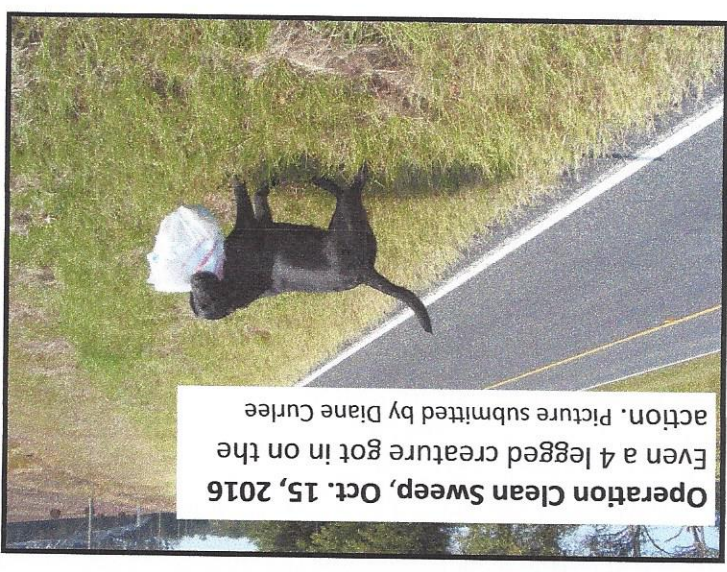 Operation Clean Sweep, Oct. 15, 2016
Even a 4 legged creature got in on the
action. Picture submitted by Diane Curlee